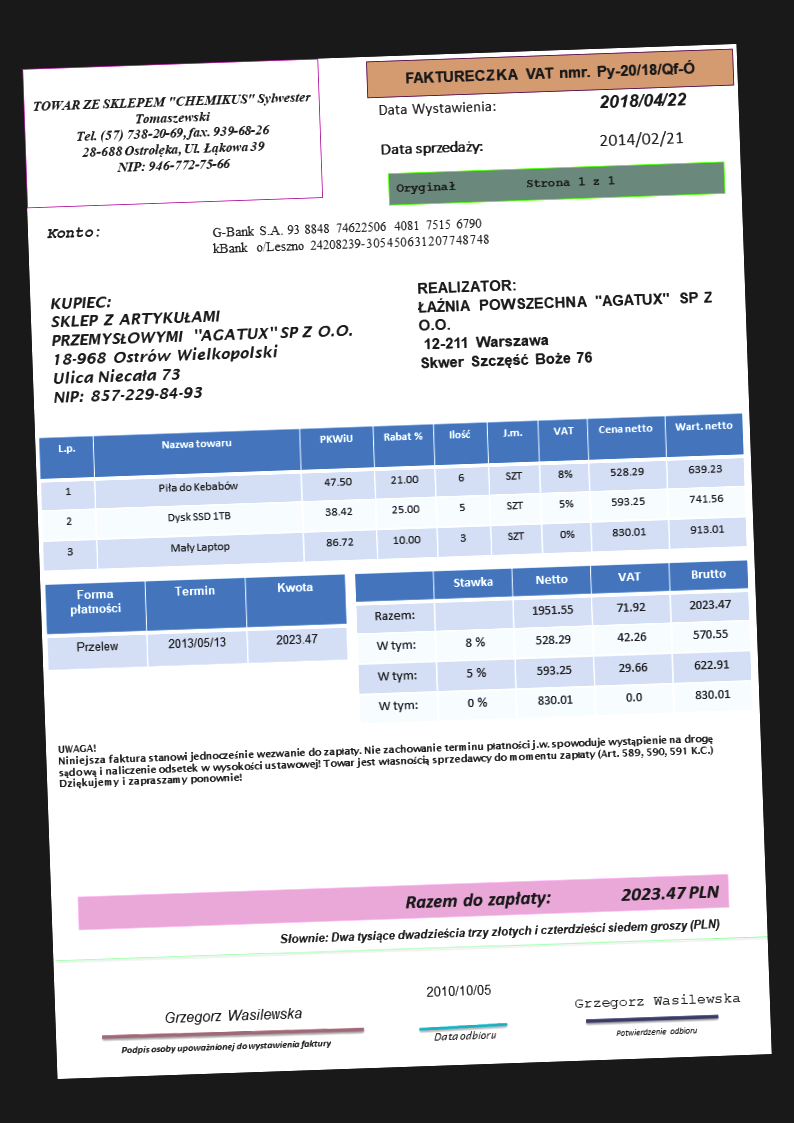 TOWAR ZE SKLEPEM "CHEMIKUS" Sylwester
Tomaszewski
Tel. (57) 738-20-69, fax. 939-68-26
28-688 Ostrołęka, Ul. Łąkowa 39
NIP: 946-772-75-66
FAKTURECZKA VAT nmr. Py-20/18/Qf-Ó
Data Wystawienia: 2018/04/22
Data sprzedaży: 2014/02/21
Oryginał Strona 1 z 1
Konto: G-Bank S.A. 93 8848 74622506 4081 7515 6790
kBank o/Leszno 24208239-305450631207748748
KUPIEC:
SKLEP Z ARTYKUŁAMI
PRZEMYSŁOWYMI "AGATUX" SP Z O.O.
18-968 Ostrów Wielkopolski
Ulica Niecała 73
NIP: 857-229-84-93
REALIZATOR:
ŁAŹNIA POWSZECHNA "AGATUX" SP Z
O.O.
12-211 Warszawa
Skwer Szczęść Boże 76
L.p. Nazwa towaru PKWiU Rabat % Ilość J.m. VAT Cena netto Wart. netto
1 Piła do Kebabów 47.50 21.00 6 SZT 8% 528.29 639.23
2 Dysk SSD 1TB 38.42 25.00 5 SZT 5% 593.25 741.56
3 Mały Laptop 86.72 10.00 3 SZT 0% 830.01 913.01
Forma płatności Termin Kwota
Przelew 2013/05/13 2023.47
Stawka Netto VAT Brutto
Razem: 1951.55 71.92 2023.47
W tym: 8 % 528.29 42.26 570.55
W tym: 5 % 593.25 29.66 622.91
W tym: 0 % 830.01 0.0 830.01
UWAGA!
Niniejsza faktura stanowi jednocześnie wezwanie do zapłaty. Nie zachowanie terminu płatności j.w. spowoduje wystąpienie na drogę
sądową i naliczenie odsetek w wysokości ustawowej! Towar jest własnością sprzedawcy do momentu zapłaty (Art. 589, 590, 591 K.C.)
Dziękujemy i zapraszamy ponownie!
Razem do zapłaty: 2023.47 PLN
Słownie: Dwa tysiące dwadzieścia trzy złotych i czterdzieści siedem groszy (PLN)
Grzegorz Wasilewska
Podpis osoby upoważnionej do wystawienia faktury
2010/10/05
Data odbioru
Grzegorz Wasilewska
Potwierdzenie odbioru